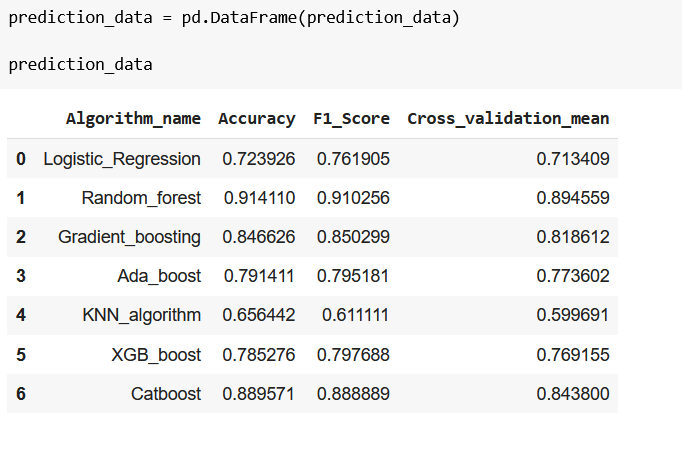 prediction_data = pd.DataFrame(prediction_data)
prediction_data
Algorithm_name Accuracy F1_Score Cross_validation_mean
0 Logistic_Regression 0.723926 0.761905 0.713409
1 Random_forest 0.914110 0.910256 0.894559
2 Gradient_boosting 0.846626 0.850299 0.818612
3 Ada_boost 0.791411 0.795181 0.773602
4 KNN_algorithm 0.656442 0.611111 0.599691
5 XGB_boost 0.785276 0.797688 0.769155
6 Catboost 0.889571 0.888889 0.843800